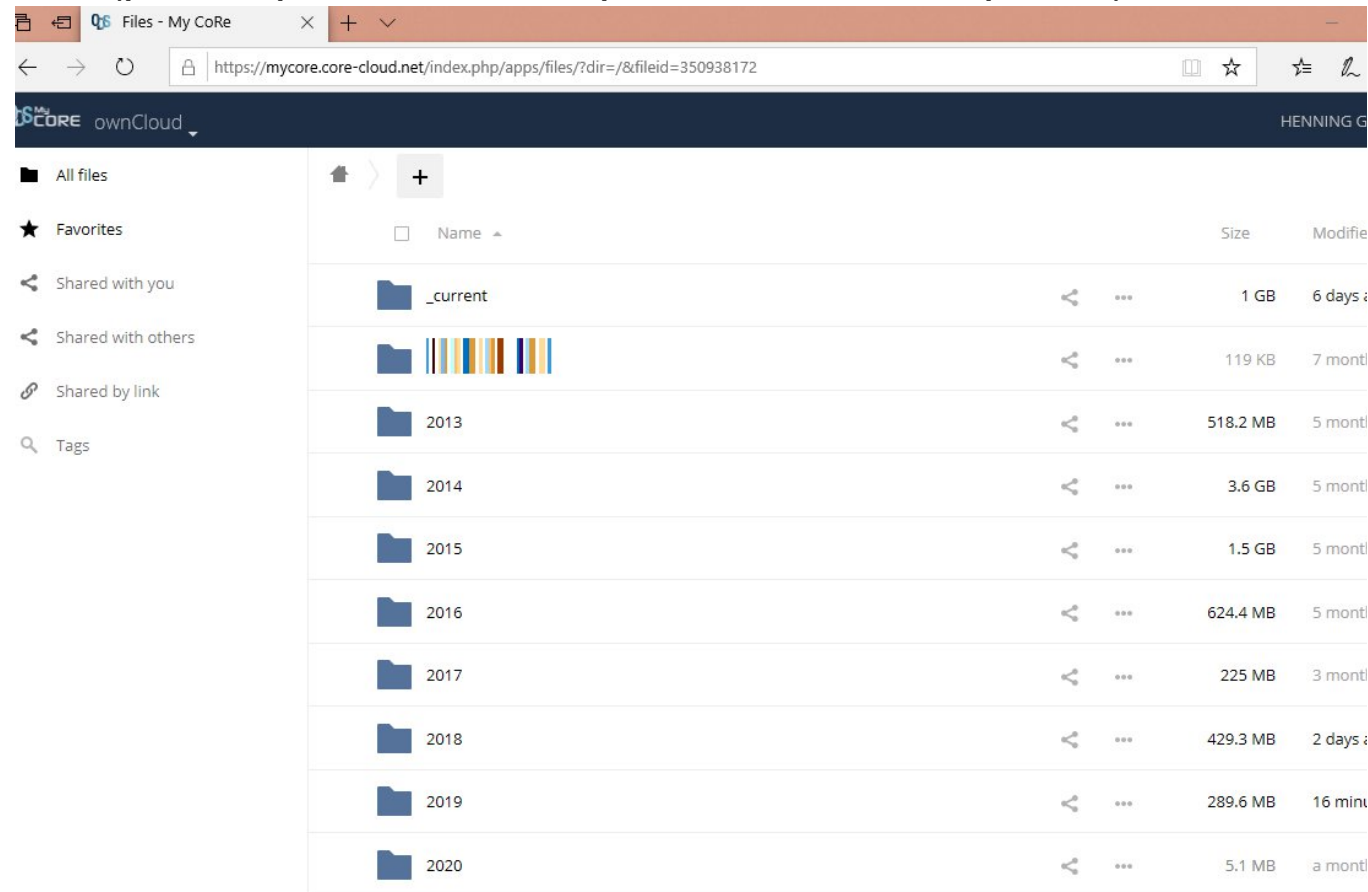 Files - My CoRe
https://mycore.core-cloud.net/index.php/apps/files/?dir=/&fileid=350938172
My CORE ownCloud HENNING G
All files
Favorites
Shared with you
Shared with others
Shared by link
Tags
Name Size Modifie
_current 1 GB 6 days a
119 KB 7 mont
2013 518.2 MB 5 mont
2014 3.6 GB 5 mont
2015 1.5 GB 5 mont
2016 624.4 MB 5 mont
2017 225 MB 3 mont
2018 429.3 MB 2 days a
2019 289.6 MB 16 minu
2020 5.1 MB a mont